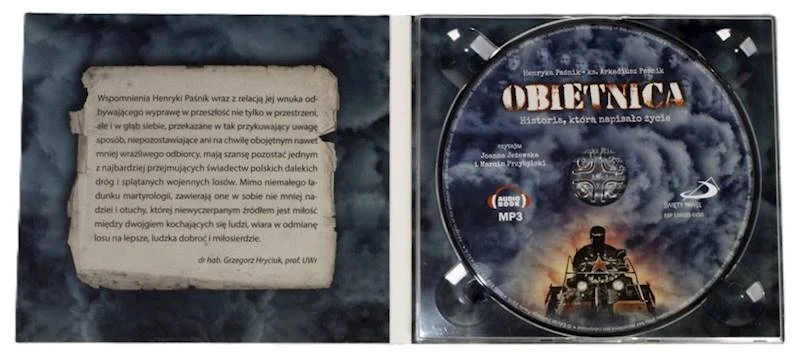 Wspomnienia Henryki Paśnik wraz z relacją jej wnuka od-
bywającego wyprawę w przeszłość nie tylko w przestrzeni,
ale i w głąb siebie, przekazane w tak przykuwający uwagę
sposób, niepozostawiające ani na chwilę obojętnym nawet
mniej wrażliwego odbiorcy, mają szansę pozostać jednym
z najbardziej przejmujących świadectw polskich dalekich
dróg i splątanych wojennych losów. Mimo niemałego ła-
dunku martyrologii, zawierają one w sobie nie mniej na-
dziei i otuchy, której niewyczerpanym źródłem jest miłość
między dwojgiem kochających się ludzi, wiara w odmianę
losu na lepsze, ludzka dobroć i miłosierdzie.
dr hab. Grzegorz Hryciuk, prof. UWr
Henryka Paśnik • ks. Arkadiusz Paśnik
OBIETNICA
Historia, którą napisało życie
czytają:
Joanna Jeżewska
i Marcin Przybylski
AUDIO
BOOK
MP3
ŚWIĘTY PAWEŁ